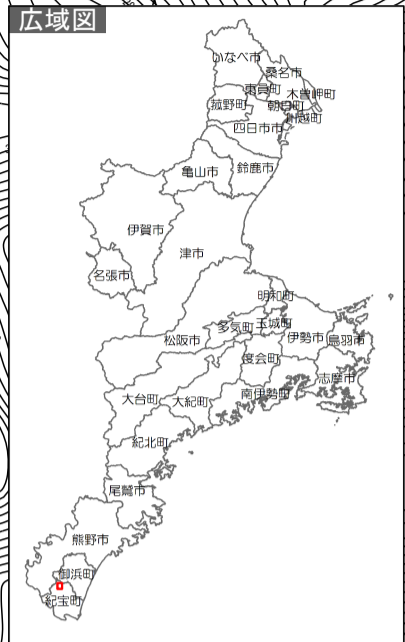 広域図
いなべ市
桑名市
東員町
木曽岬町
朝日町
菰野町
川越町
四日市市
亀山市
鈴鹿市
伊賀市
津市
名張市
明和町
多気町
玉城町
松阪市
伊勢市
鳥羽市
度会町
志摩市
大台町
大紀町
南伊勢町
紀北町
尾鷲市
熊野市
御浜町
紀宝町